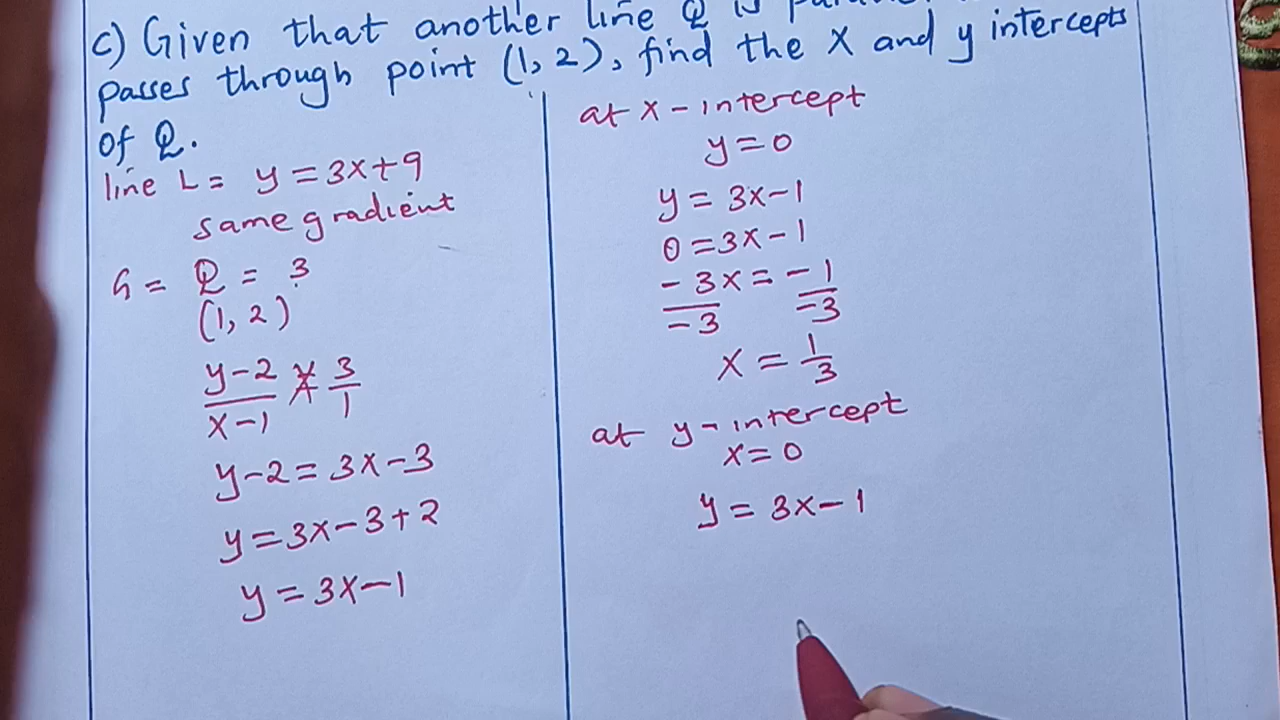 c) Given that another line Q is
passes through point (1, 2), find the x and y intercepts
of Q.
line L = y = 3x+9
same gradient
G = Q = 3
(1, 2)
y-2/x-1 = 3/1
y-2 = 3x-3
y = 3x-3+2
y = 3x-1
at x-intercept
y = 0
y = 3x-1
0 = 3x-1
-3x/-3 = -1/-3
x = 1/3
at y-intercept
x = 0
y = 3x-1